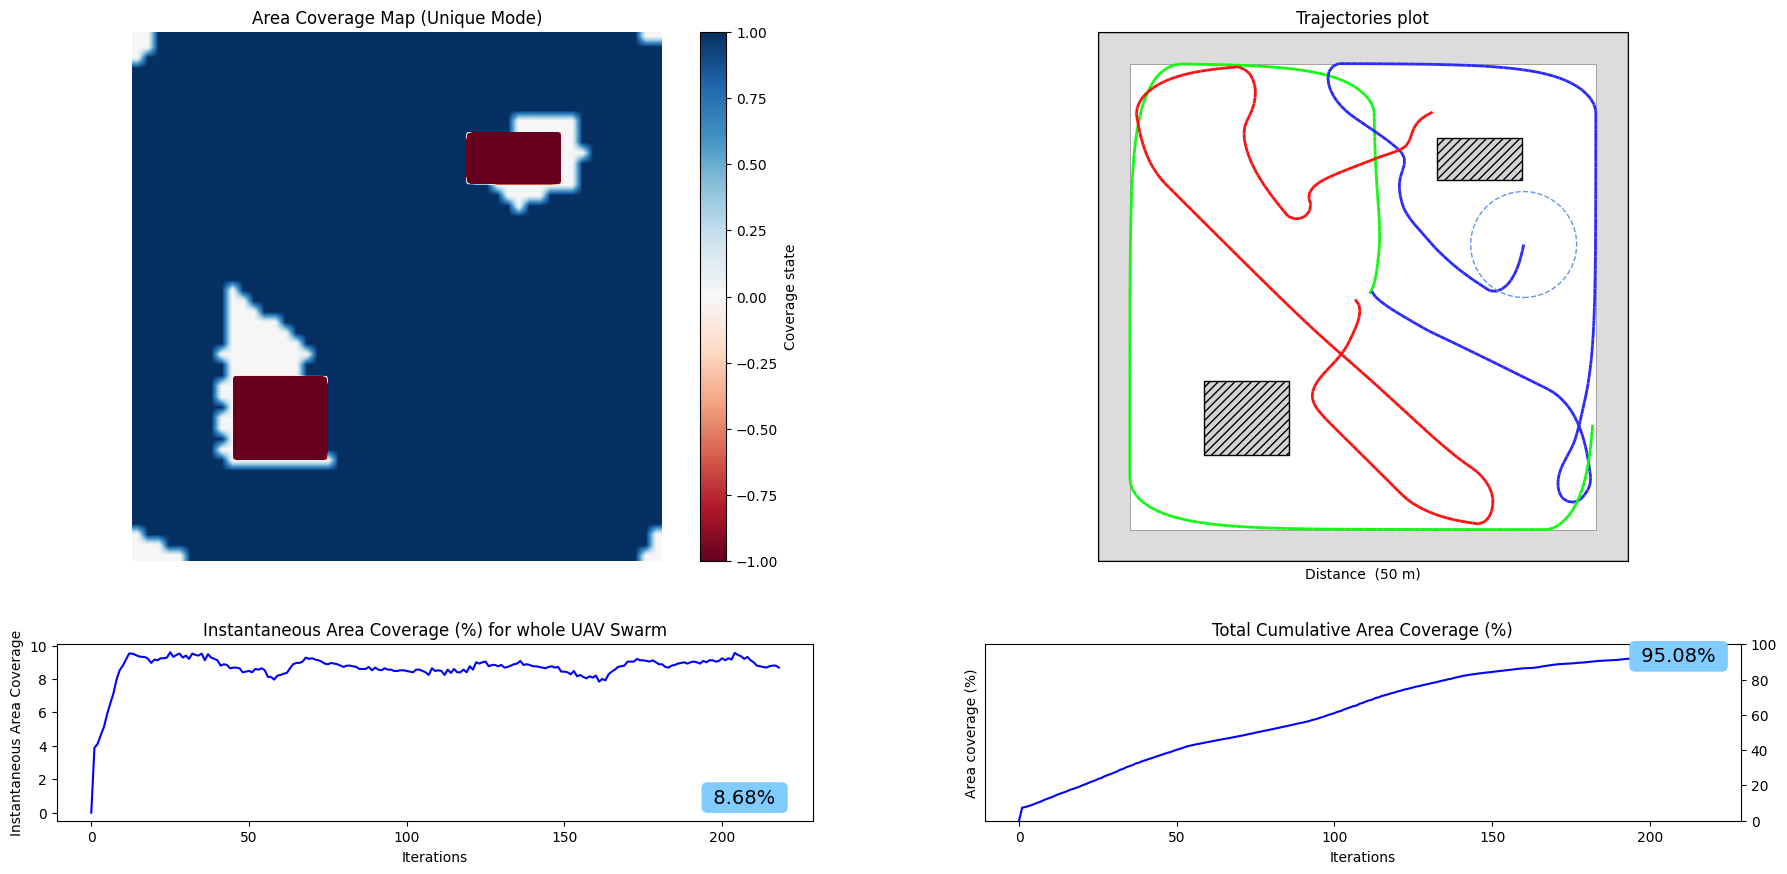 Area Coverage Map (Unique Mode)
1.00
0.75
0.50
0.25
0.00
−0.25
−0.50
−0.75
−1.00
Coverage state
Trajectories plot
Distance  (50 m)
Instantaneous Area Coverage (%) for whole UAV Swarm
Instantaneous Area Coverage
10
8
6
4
2
0
8.68%
0 50 100 150 200
Iterations
Total Cumulative Area Coverage (%)
Area coverage (%)
95.08%
100
80
60
40
20
0
0 50 100 150 200
Iterations